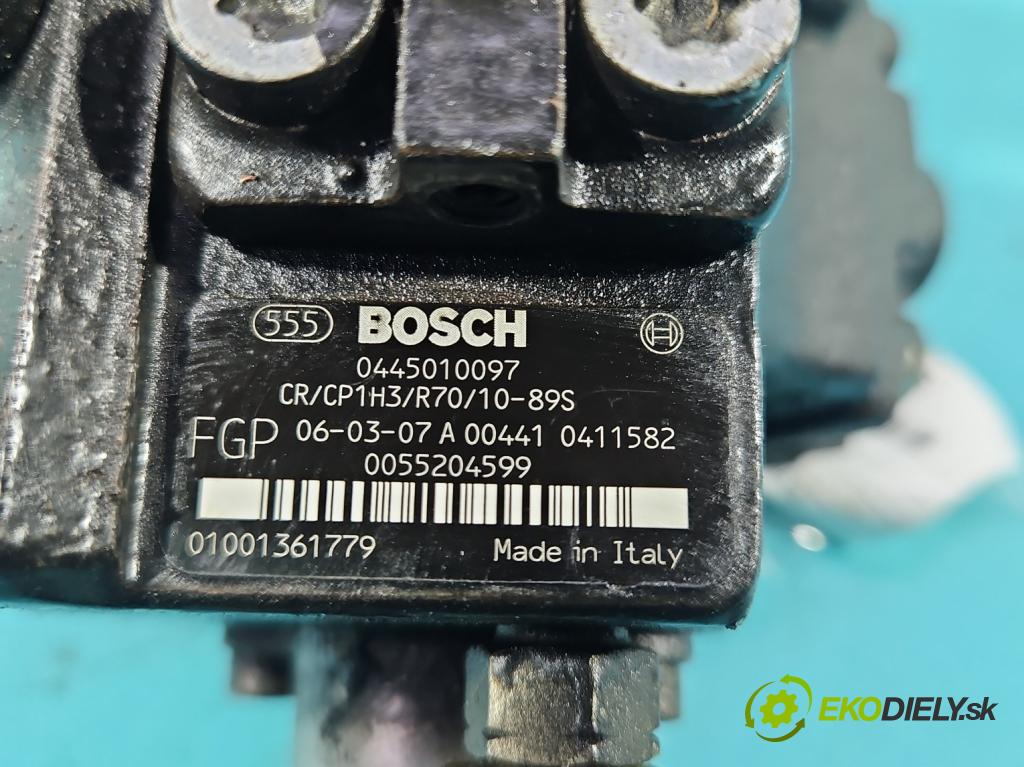 555 BOSCH
0445010097
CR/CP1H3/R70/10-89S
FGP 06-03-07 A 00441 0411582
0055204599
01001361779 Made in Italy
EKODIELY.sk